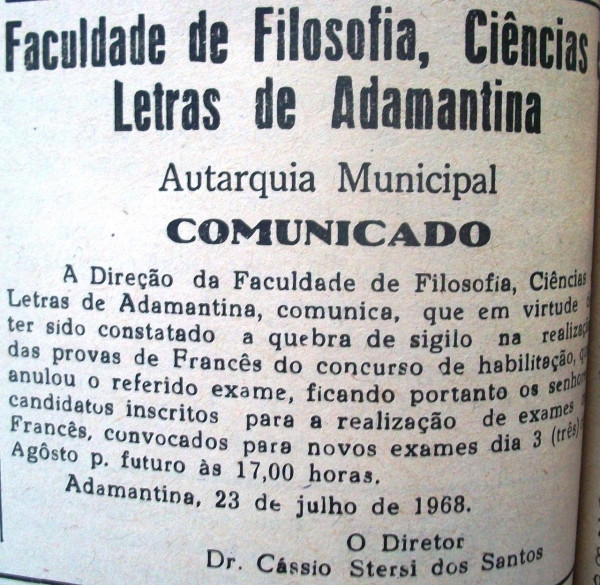 Faculdade de Filosofia, Ciências
Letras de Adamantina
Autarquia Municipal
COMUNICADO
A Direção da Faculdade de Filosofia, Ciências
Letras de Adamantina, comunica, que em virtude
ter sido constatado a quebra de sigilo na realização
das provas de Francês do concurso de habilitação,
anulou o referido exame, ficando portanto os senhores
candidatos inscritos para a realização de exames
Francês, convocados para novos exames dia 3 (três)
Agôsto p. futuro às 17,00 horas.
Adamantina, 23 de julho de 1968.
O Diretor
Dr. Cássio Stersi dos Santos